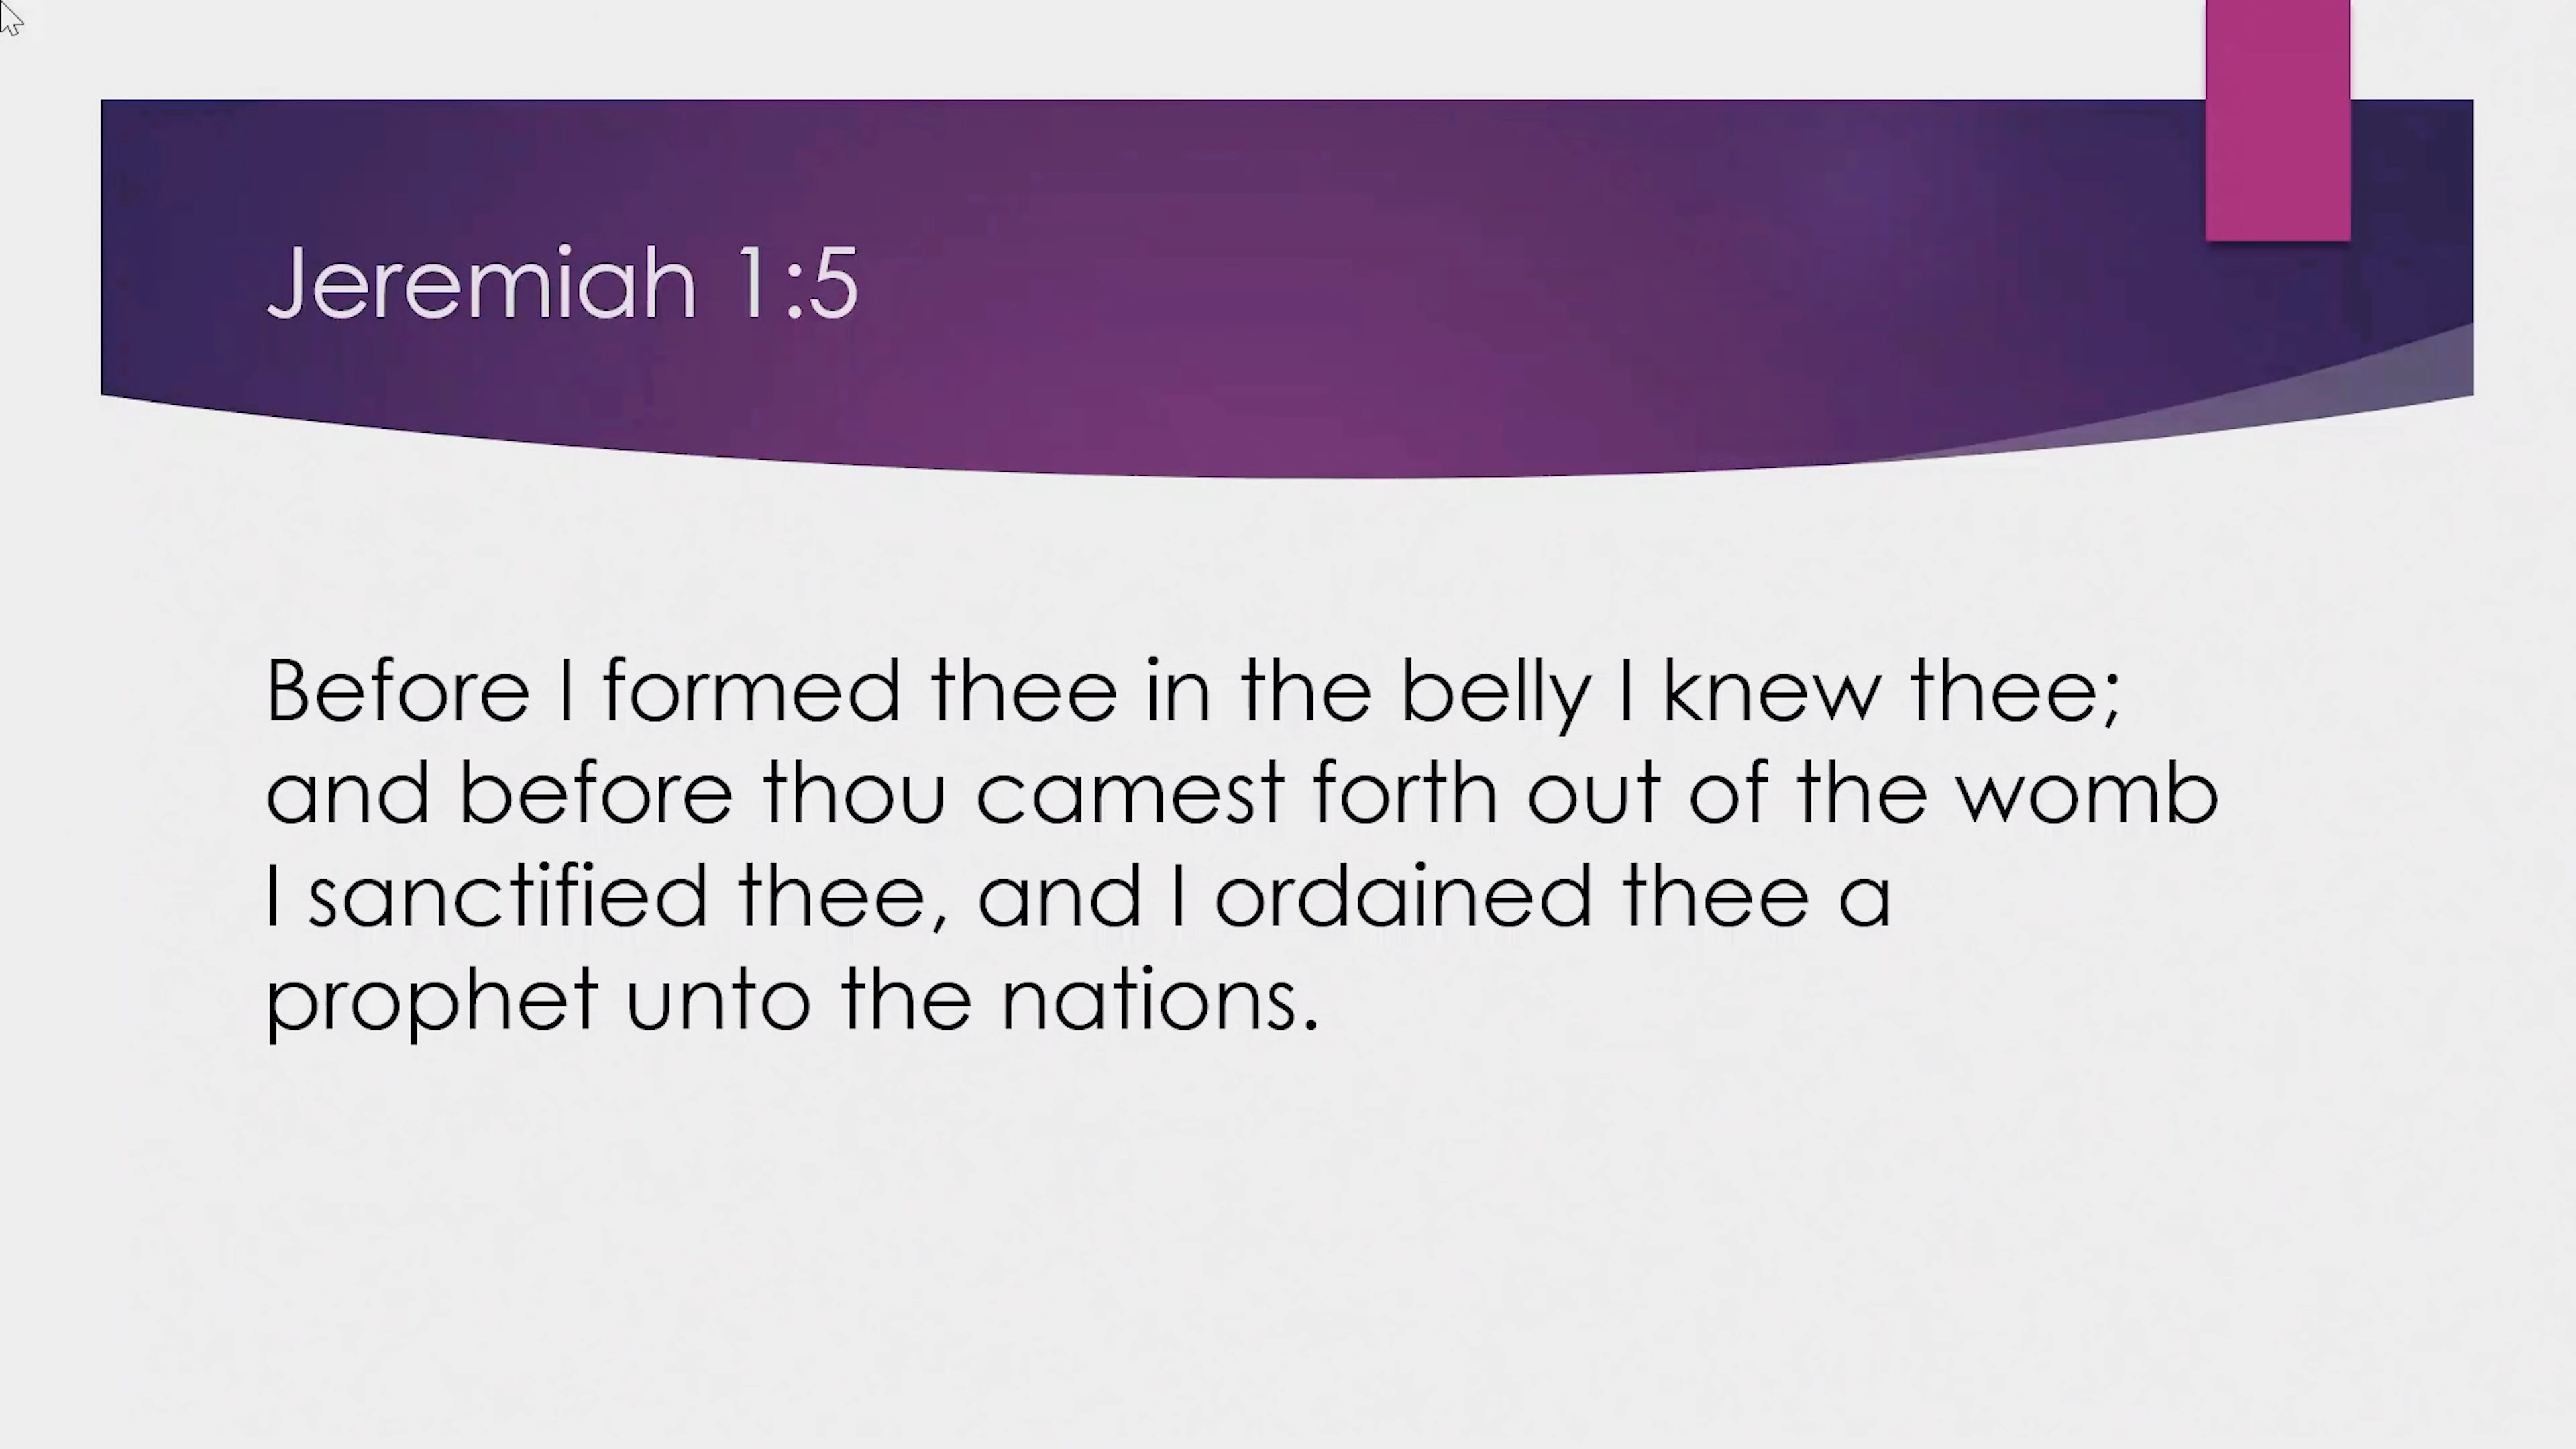 Jeremiah 1:5
Before I formed thee in the belly I knew thee;
and before thou camest forth out of the womb
I sanctified thee, and I ordained thee a
prophet unto the nations.